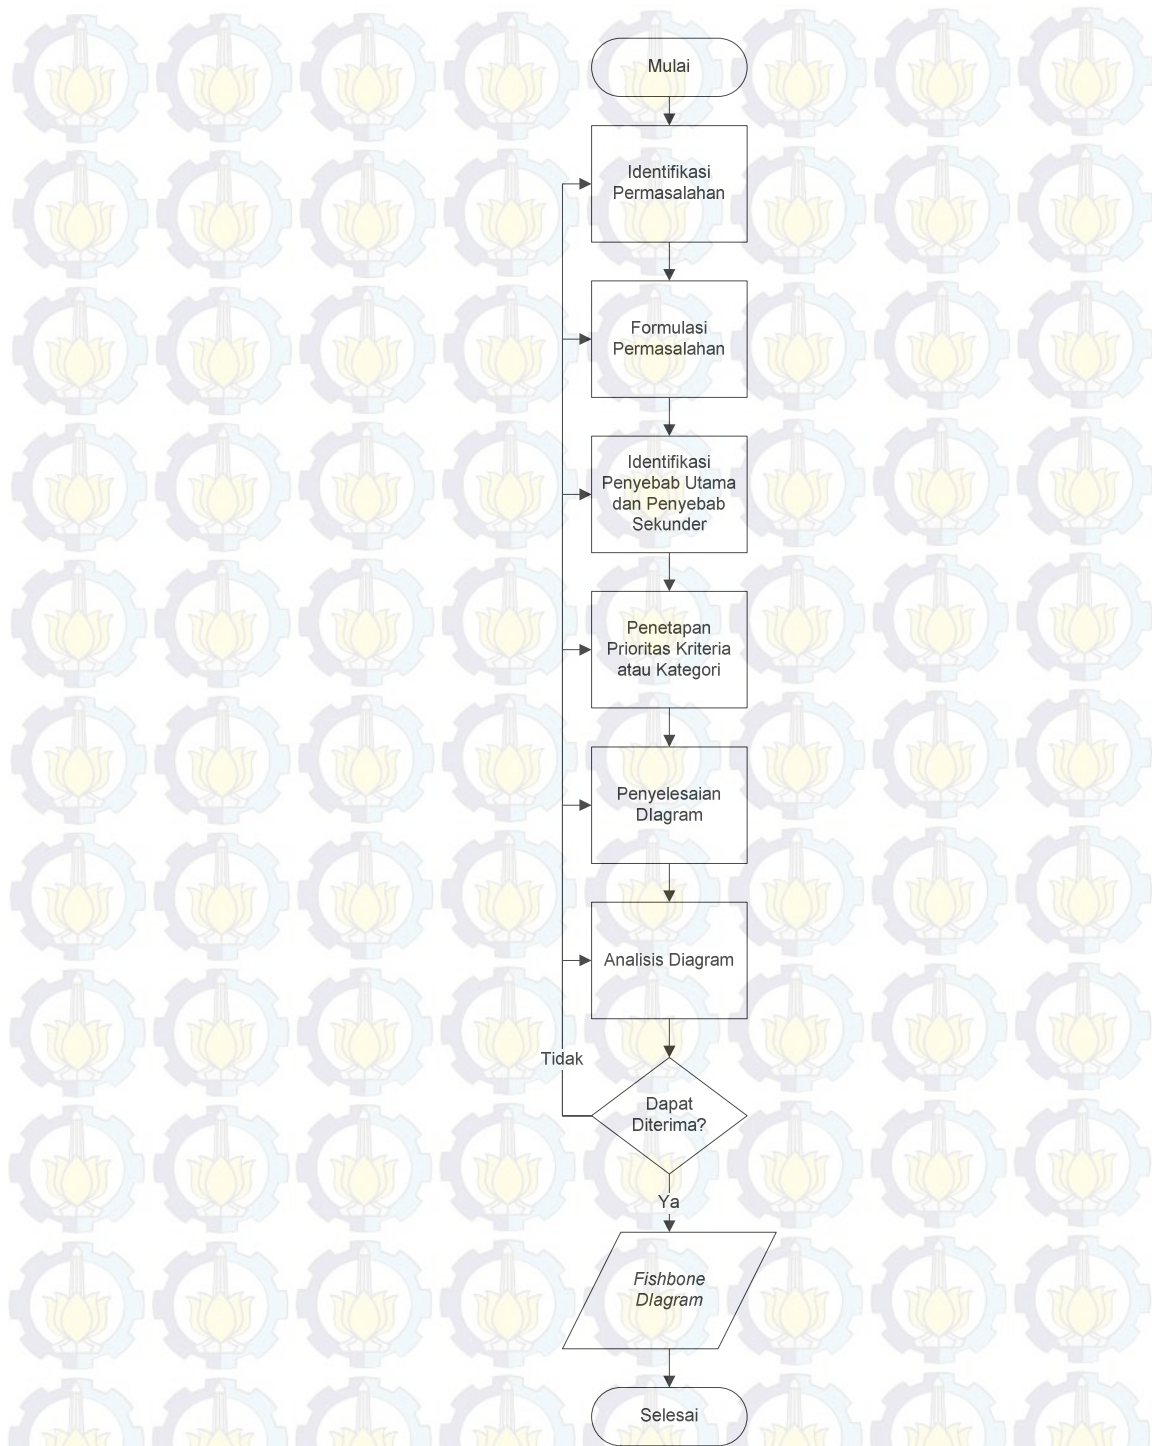 Mulai
Identifikasi
Permasalahan
Formulasi
Permasalahan
Identifikasi
Penyebab Utama
dan Penyebab
Sekunder
Penetapan
Prioritas Kriteria
atau Kategori
Penyelesaian
DIagram
Analisis Diagram
Tidak
Dapat
Diterima?
Ya
Fishbone
DIagram
Selesai